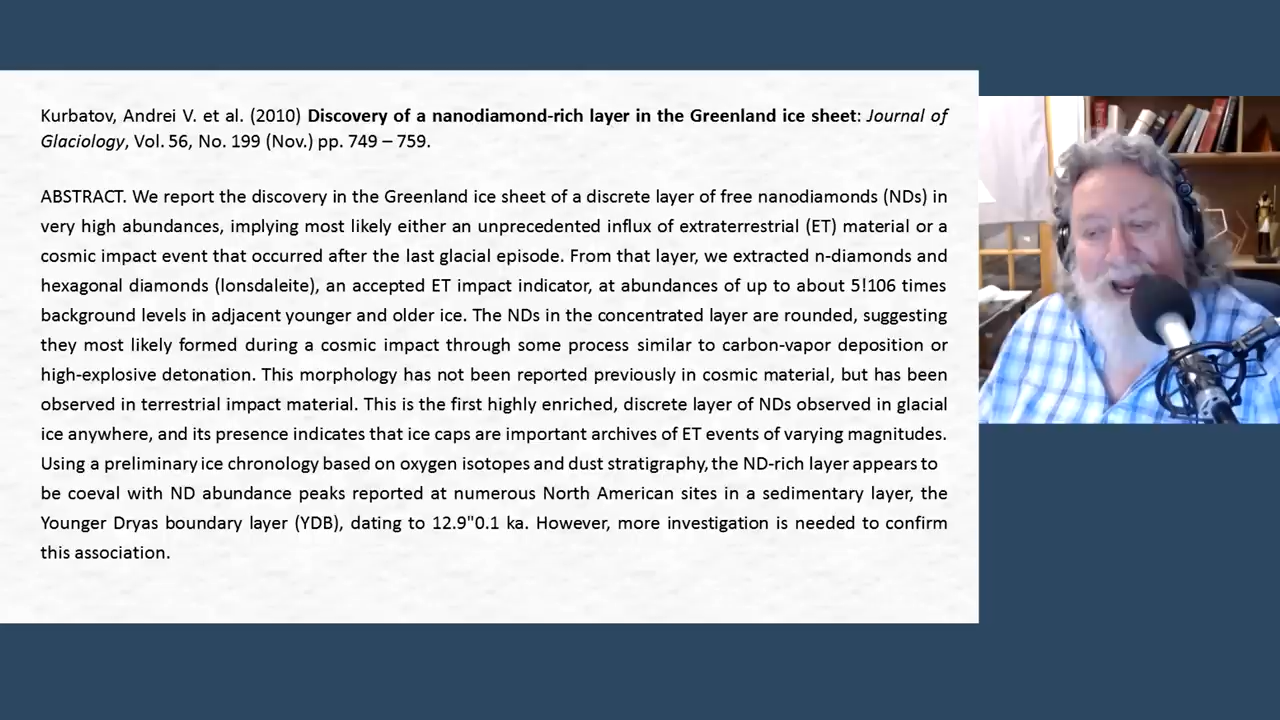 Kurbatov, Andrei V. et al. (2010) Discovery of a nanodiamond-rich layer in the Greenland ice sheet: Journal of
Glaciology, Vol. 56, No. 199 (Nov.) pp. 749 – 759.
ABSTRACT. We report the discovery in the Greenland ice sheet of a discrete layer of free nanodiamonds (NDs) in
very high abundances, implying most likely either an unprecedented influx of extraterrestrial (ET) material or a
cosmic impact event that occurred after the last glacial episode. From that layer, we extracted n-diamonds and
hexagonal diamonds (lonsdaleite), an accepted ET impact indicator, at abundances of up to about 5!106 times
background levels in adjacent younger and older ice. The NDs in the concentrated layer are rounded, suggesting
they most likely formed during a cosmic impact through some process similar to carbon-vapor deposition or
high-explosive detonation. This morphology has not been reported previously in cosmic material, but has been
observed in terrestrial impact material. This is the first highly enriched, discrete layer of NDs observed in glacial
ice anywhere, and its presence indicates that ice caps are important archives of ET events of varying magnitudes.
Using a preliminary ice chronology based on oxygen isotopes and dust stratigraphy, the ND-rich layer appears to
be coeval with ND abundance peaks reported at numerous North American sites in a sedimentary layer, the
Younger Dryas boundary layer (YDB), dating to 12.9"0.1 ka. However, more investigation is needed to confirm
this association.